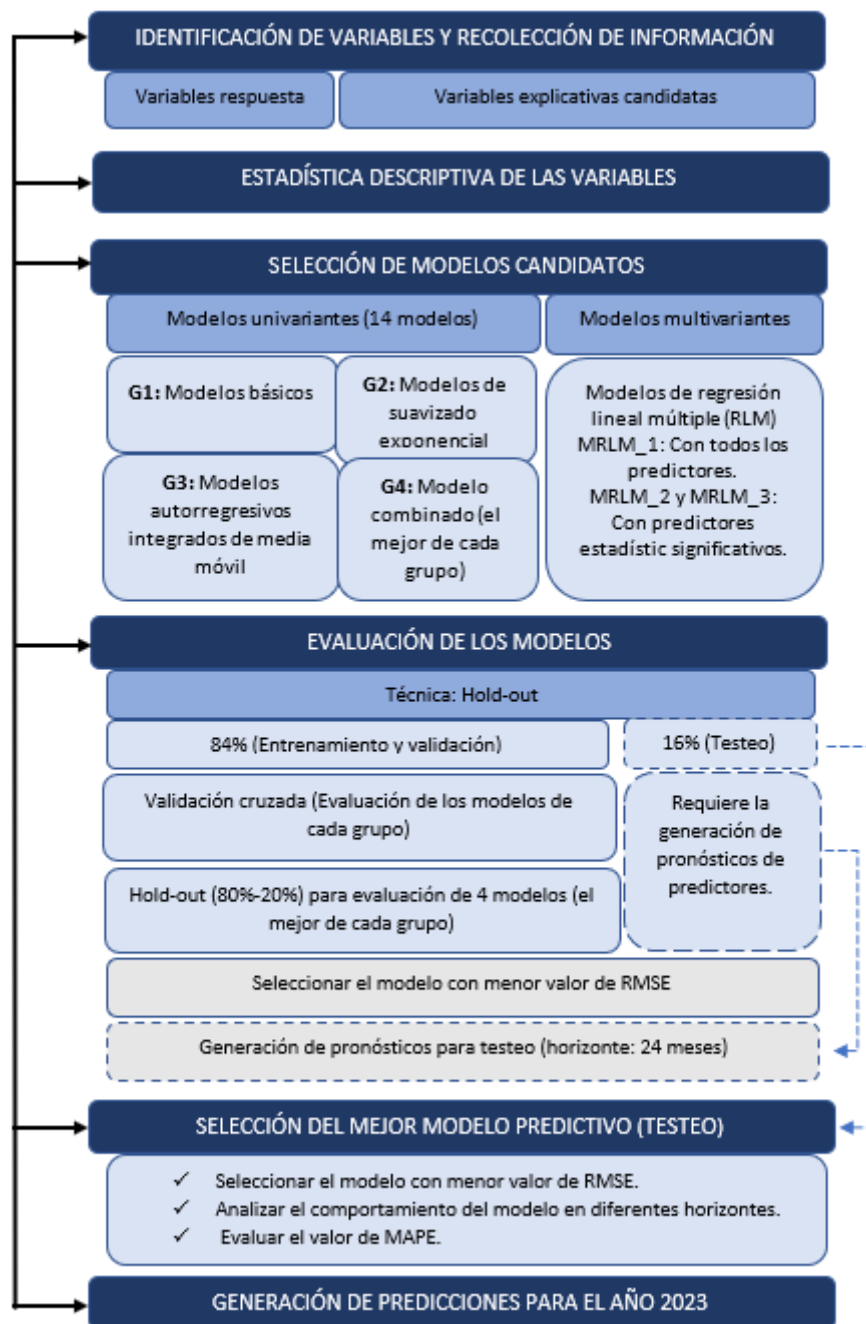 IDENTIFICACIÓN DE VARIABLES Y RECOLECCIÓN DE INFORMACIÓN
Variables respuesta
Variables explicativas candidatas
ESTADÍSTICA DESCRIPTIVA DE LAS VARIABLES
SELECCIÓN DE MODELOS CANDIDATOS
Modelos univariantes (14 modelos)
Modelos multivariantes
G1: Modelos básicos
G2: Modelos de
suavizado
exponencial
G3: Modelos
autorregresivos
integrados de media
móvil
G4: Modelo
combinado (el
mejor de cada
grupo)
Modelos de regresión
lineal múltiple (RLM)
MRLM_1: Con todos los
predictores.
MRLM_2 y MRLM_3:
Con predictores
estadístic significativos.
EVALUACIÓN DE LOS MODELOS
Técnica: Hold-out
84% (Entrenamiento y validación)
16% (Testeo)
Validación cruzada (Evaluación de los modelos de
cada grupo)
Requiere la
generación de
pronósticos de
predictores.
Hold-out (80%-20%) para evaluación de 4 modelos (el
mejor de cada grupo)
Seleccionar el modelo con menor valor de RMSE
Generación de pronósticos para testeo (horizonte: 24 meses)
SELECCIÓN DEL MEJOR MODELO PREDICTIVO (TESTEO)
✓ Seleccionar el modelo con menor valor de RMSE.
✓ Analizar el comportamiento del modelo en diferentes horizontes.
✓ Evaluar el valor de MAPE.
GENERACIÓN DE PREDICCIONES PARA EL AÑO 2023